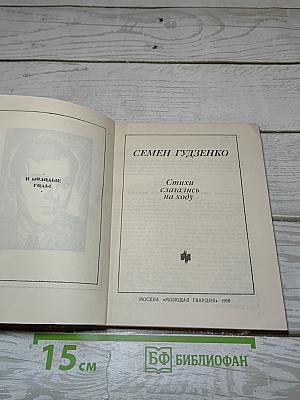 В МОЛОДЫЕ
ГОДЫ
СЕМЕН ГУДЗЕНКО
Стихи
слагались
на ходу
МОСКВА «МОЛОДАЯ ГВАРДИЯ» 1990
15 см
БФ БИБЛИОФАН